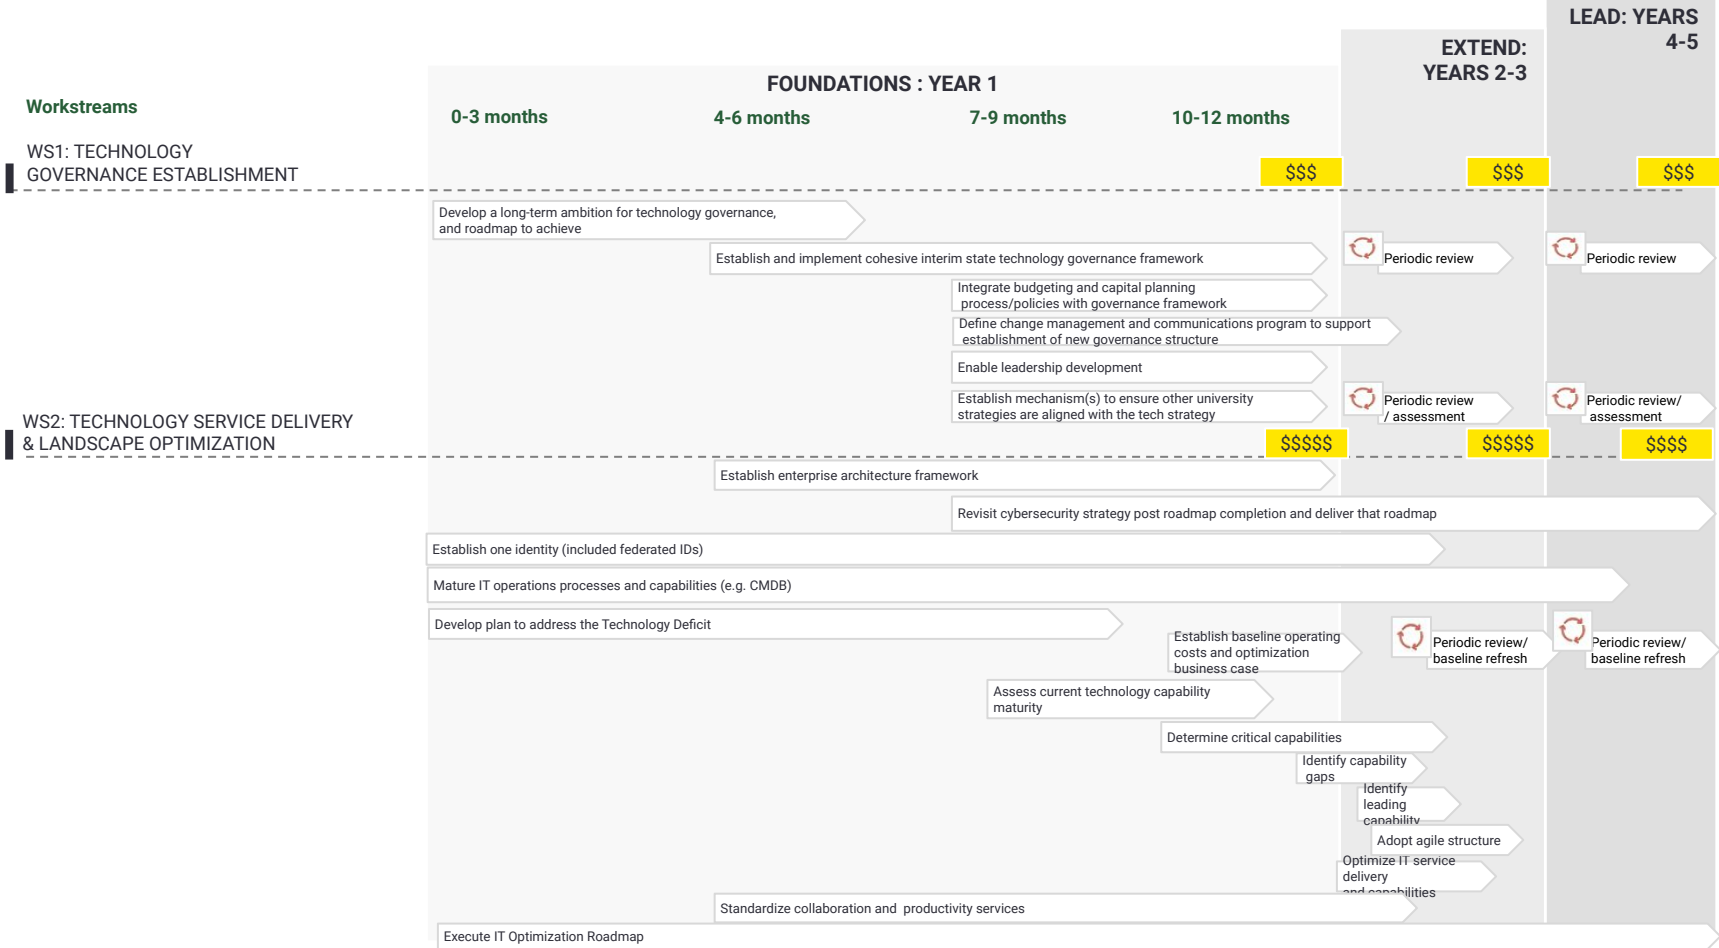 LEAD: YEARS
4-5
EXTEND:
YEARS 2-3
FOUNDATIONS : YEAR 1
Workstreams
0-3 months
4-6 months
7-9 months
10-12 months
WS1: TECHNOLOGY
GOVERNANCE ESTABLISHMENT
$$$
$$$
$$$
Develop a long-term ambition for technology governance,
and roadmap to achieve
Establish and implement cohesive interim state technology governance framework
Periodic review
Periodic review
Integrate budgeting and capital planning
process/policies with governance framework
Define change management and communications program to support
establishment of new governance structure
Enable leadership development
Establish mechanism(s) to ensure other university
strategies are aligned with the tech strategy
Periodic review
/ assessment
Periodic review/
assessment
WS2: TECHNOLOGY SERVICE DELIVERY
& LANDSCAPE OPTIMIZATION
$$$$$
$$$$$
$$$$
Establish enterprise architecture framework
Revisit cybersecurity strategy post roadmap completion and deliver that roadmap
Establish one identity (included federated IDs)
Mature IT operations processes and capabilities (e.g. CMDB)
Develop plan to address the Technology Deficit
Establish baseline operating
costs and optimization
business case
Periodic review/
baseline refresh
Periodic review/
baseline refresh
Assess current technology capability
maturity
Determine critical capabilities
Identify capability
gaps
Identify
leading
capability
Adopt agile structure
Optimize IT service
delivery
and capabilities
Standardize collaboration and productivity services
Execute IT Optimization Roadmap